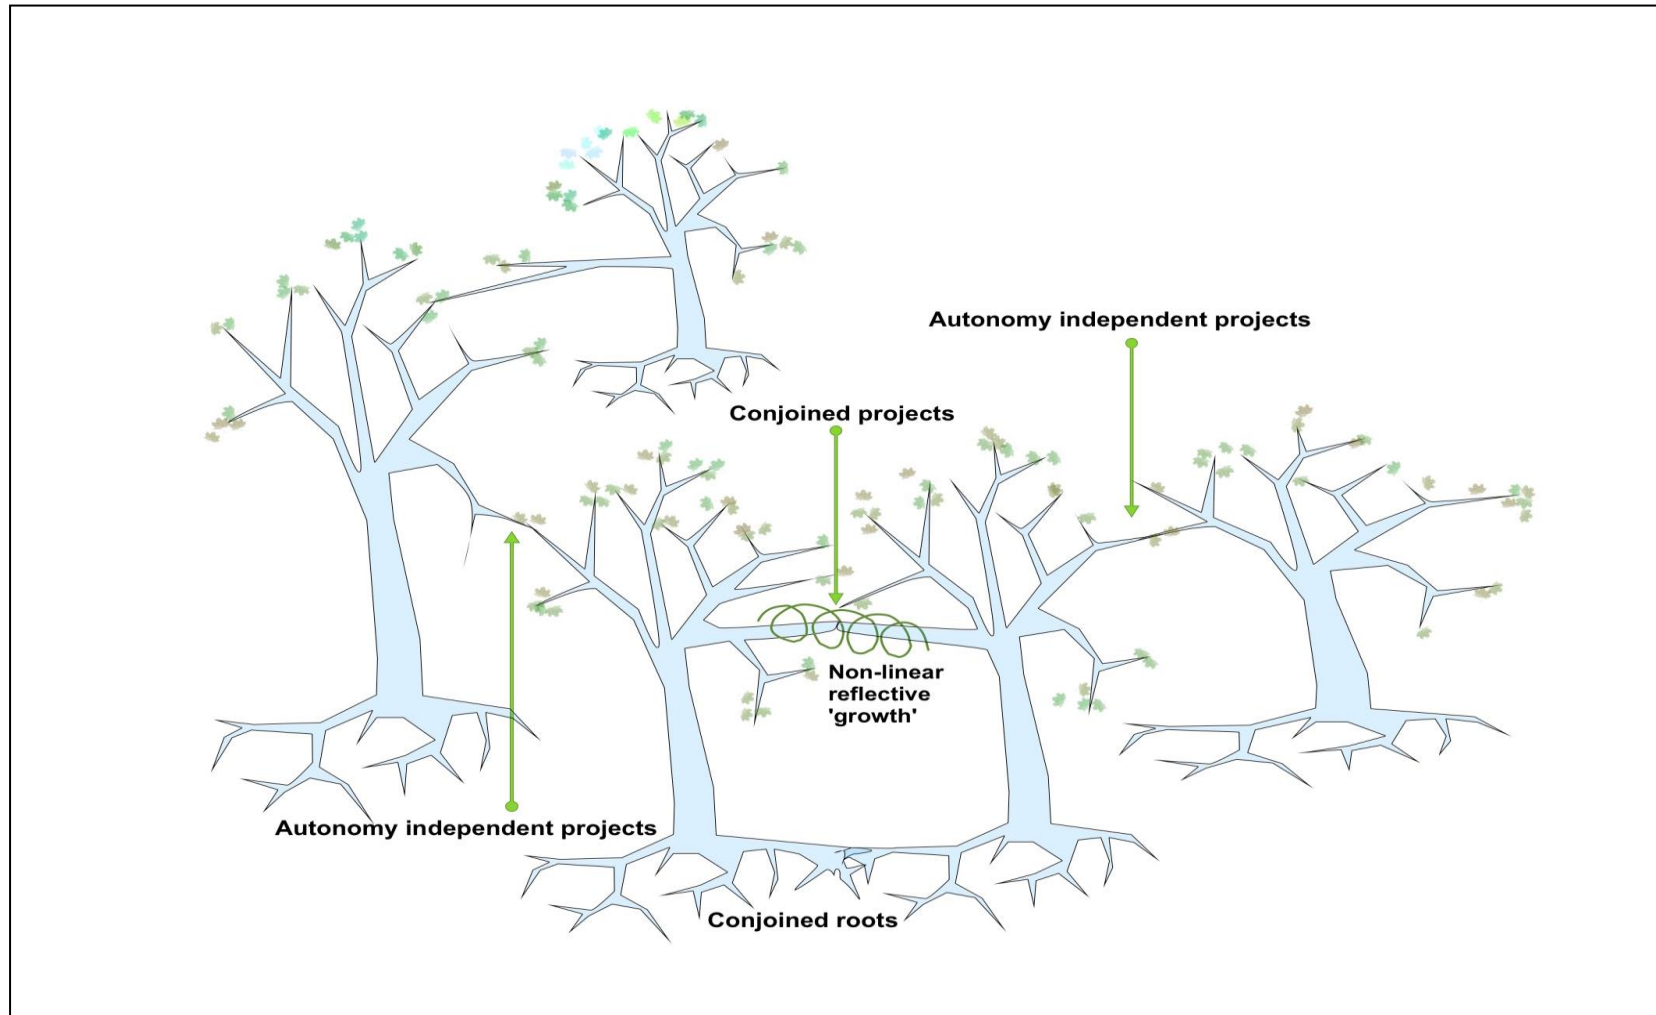 Autonomy independent projects
Conjoined projects
Non-linear
reflective
'growth'
Autonomy independent projects
Conjoined roots